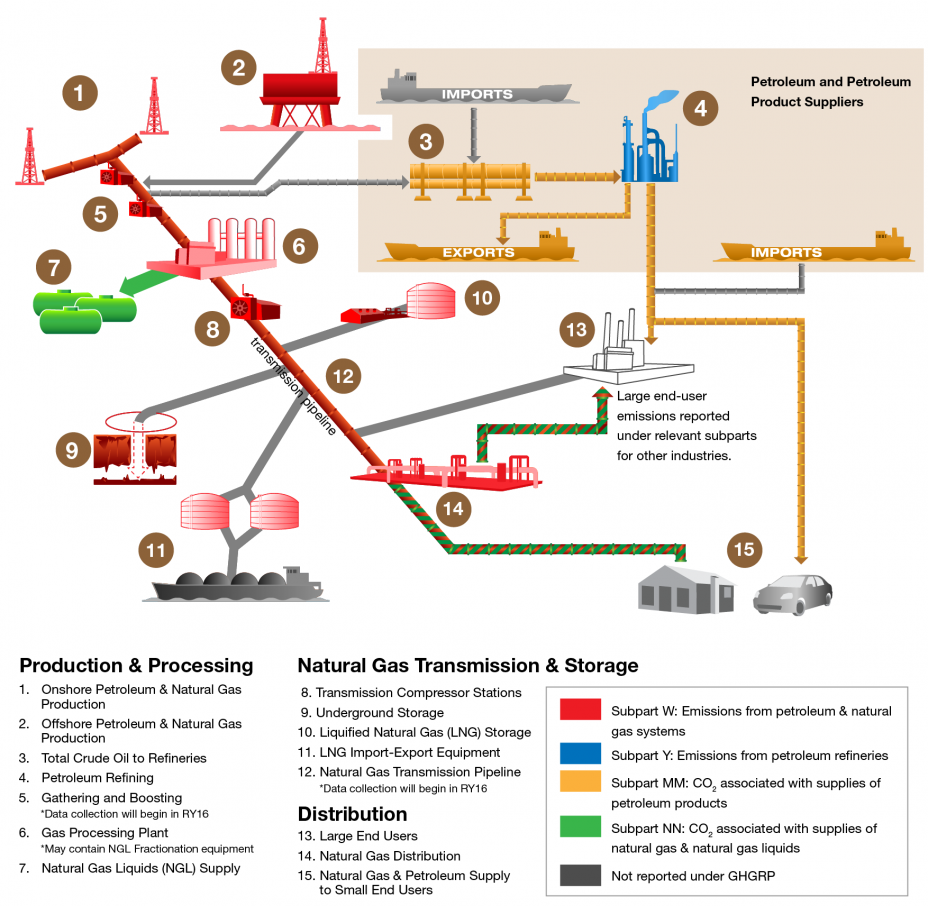 1
2
IMPORTS
3
4
Petroleum and Petroleum
Product Suppliers
5
6
EXPORTS
IMPORTS
7
8
10
13
transmission pipeline
12
Large end-user
emissions reported
under relevant subparts
for other industries.
9
14
11
15
Production & Processing
1. Onshore Petroleum & Natural Gas
Production
2. Offshore Petroleum & Natural Gas
Production
3. Total Crude Oil to Refineries
4. Petroleum Refining
5. Gathering and Boosting
*Data collection will begin in RY16
6. Gas Processing Plant
*May contain NGL Fractionation equipment
7. Natural Gas Liquids (NGL) Supply
Natural Gas Transmission & Storage
8. Transmission Compressor Stations
9. Underground Storage
10. Liquified Natural Gas (LNG) Storage
11. LNG Import-Export Equipment
12. Natural Gas Transmission Pipeline
*Data collection will begin in RY16
Distribution
13. Large End Users
14. Natural Gas Distribution
15. Natural Gas & Petroleum Supply
to Small End Users
Subpart W: Emissions from petroleum & natural
gas systems
Subpart Y: Emissions from petroleum refineries
Subpart MM: CO₂ associated with supplies of
petroleum products
Subpart NN: CO₂ associated with supplies of
natural gas & natural gas liquids
Not reported under GHGRP